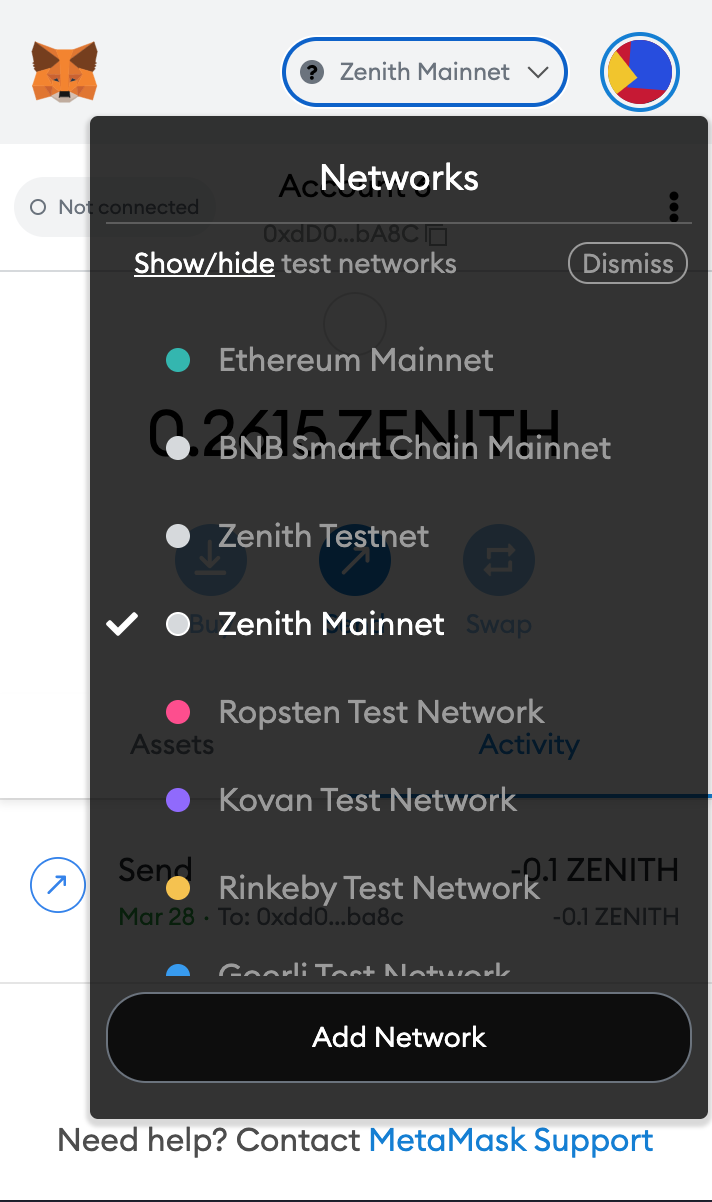 ? Zenith Mainnet
Networks
Account
Not connected
0xdD0...bA8C
Show/hide test networks
Dismiss
Ethereum Mainnet
0.2615 ZENITH
BNB Smart Chain Mainnet
Zenith Testnet
Zenith Mainnet
Swap
Ropsten Test Network
Assets
Activity
Kovan Test Network
Send
-0.1 ZENITH
Rinkeby Test Network
Mar 28 · To: 0xdd0...ba8c
-0.1 ZENITH
Goerli Test Network
Add Network
Need help? Contact MetaMask Support